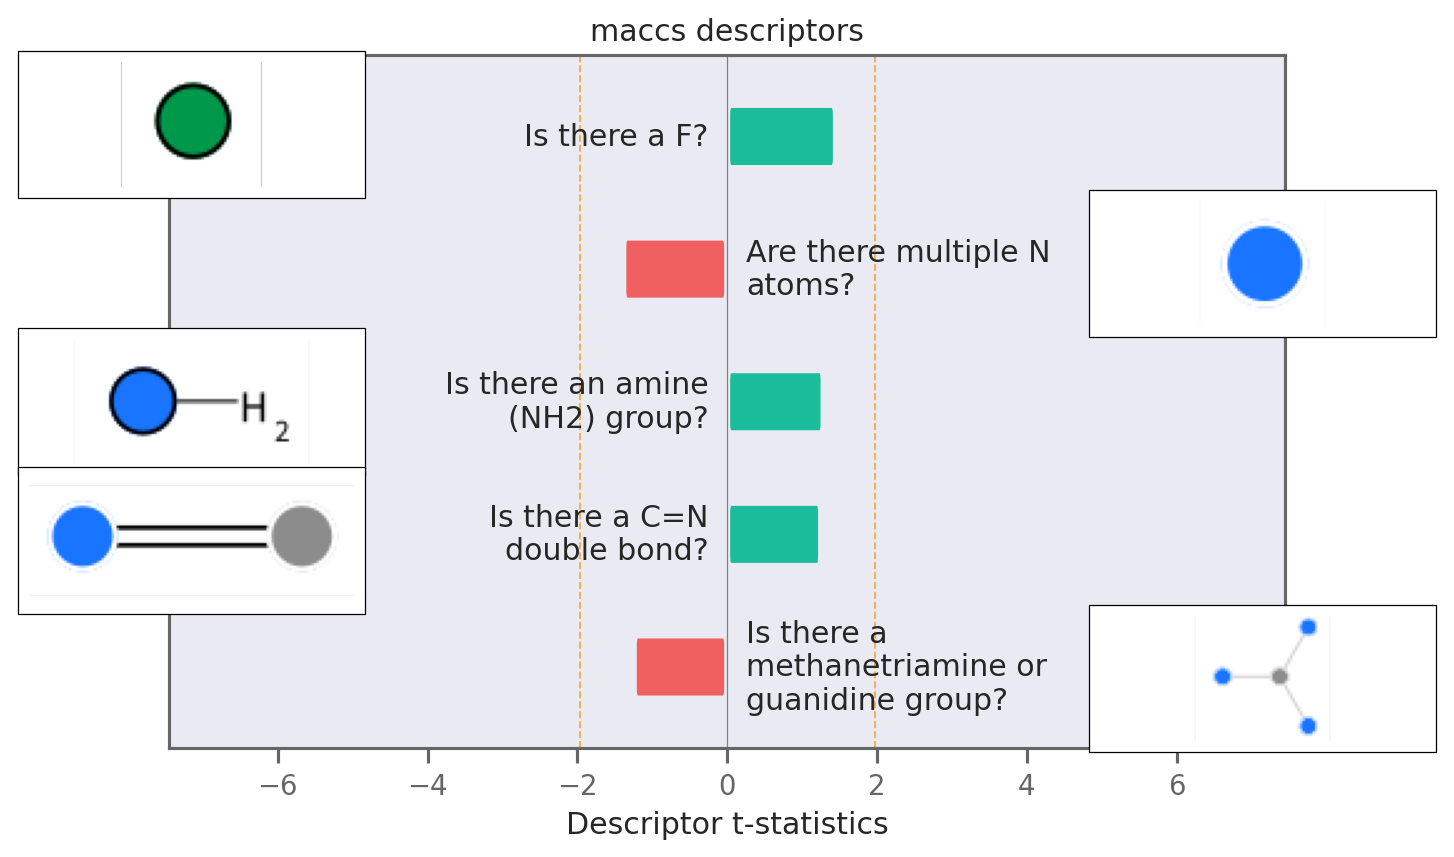 maccs descriptors
Is there a F?
Are there multiple N
atoms?
H
2
Is there an amine
(NH2) group?
Is there a C=N
double bond?
Is there a
methanetriamine or
guanidine group?
−6 −4 −2 0 2 4 6
Descriptor t-statistics